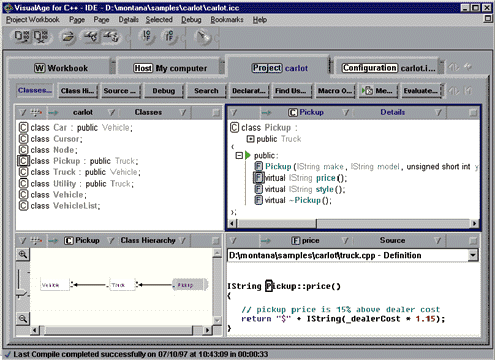 VisualAge for C++ - IDE - D:\montana\samples\carlot\carlot.icc
Project Workbook Page Pages Details Selected Debug Bookmarks Help
W Workbook Host My computer Project carlot Configuration carlot.i...
Classes... Class Hi... Source ... Debug Search Declarat... Find Us... Macro O... Me... Evaluate...
carlot Classes
C class Car : public Vehicle;
C class Cursor;
C class Node;
C class Pickup : public Truck;
C class Truck : public Vehicle;
C class Utility : public Truck;
C class Vehicle;
C class VehicleList;
C Pickup Details
C class Pickup :
public Truck
{
public:
F Pickup (IString make, IString model, unsigned short int y
F virtual IString price();
F virtual IString style();
F virtual ~Pickup();
};
C Pickup Class Hierarchy
Vehicle Truck Pickup
F price Source
D:\montana\samples\carlot\truck.cpp - Definition
IString Pickup::price()
{
// pickup price is 15% above dealer cost
return "$" + IString(_dealerCost * 1.15);
}
Last Compile completed successfully on 07/10/97 at 10:43:09 in 00:00:33